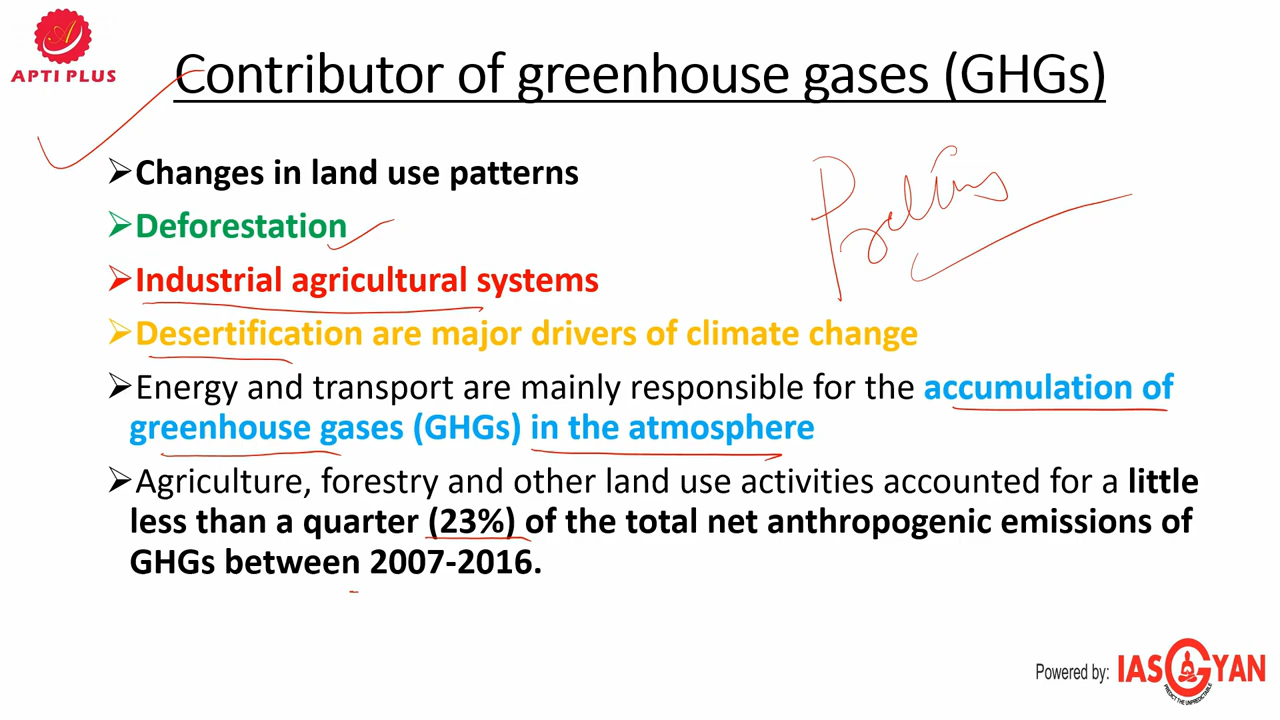 APTI PLUS
Contributor of greenhouse gases (GHGs)
Changes in land use patterns
Deforestation
Industrial agricultural systems
Desertification are major drivers of climate change
Energy and transport are mainly responsible for the accumulation of
greenhouse gases (GHGs) in the atmosphere
Agriculture, forestry and other land use activities accounted for a little
less than a quarter (23%) of the total net anthropogenic emissions of
GHGs between 2007-2016.
Powered by: IAS GYAN
PREDICT THE UNPREDICTABLE